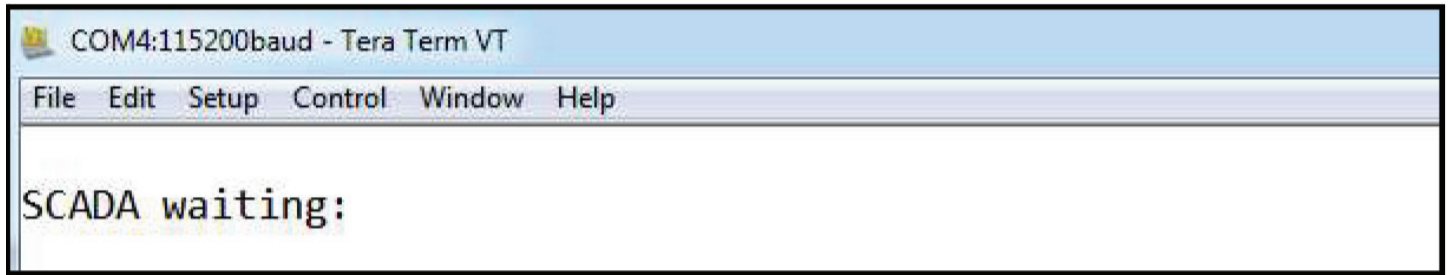 COM4:115200baud - Tera Term VT
File Edit Setup Control Window Help
SCADA waiting: